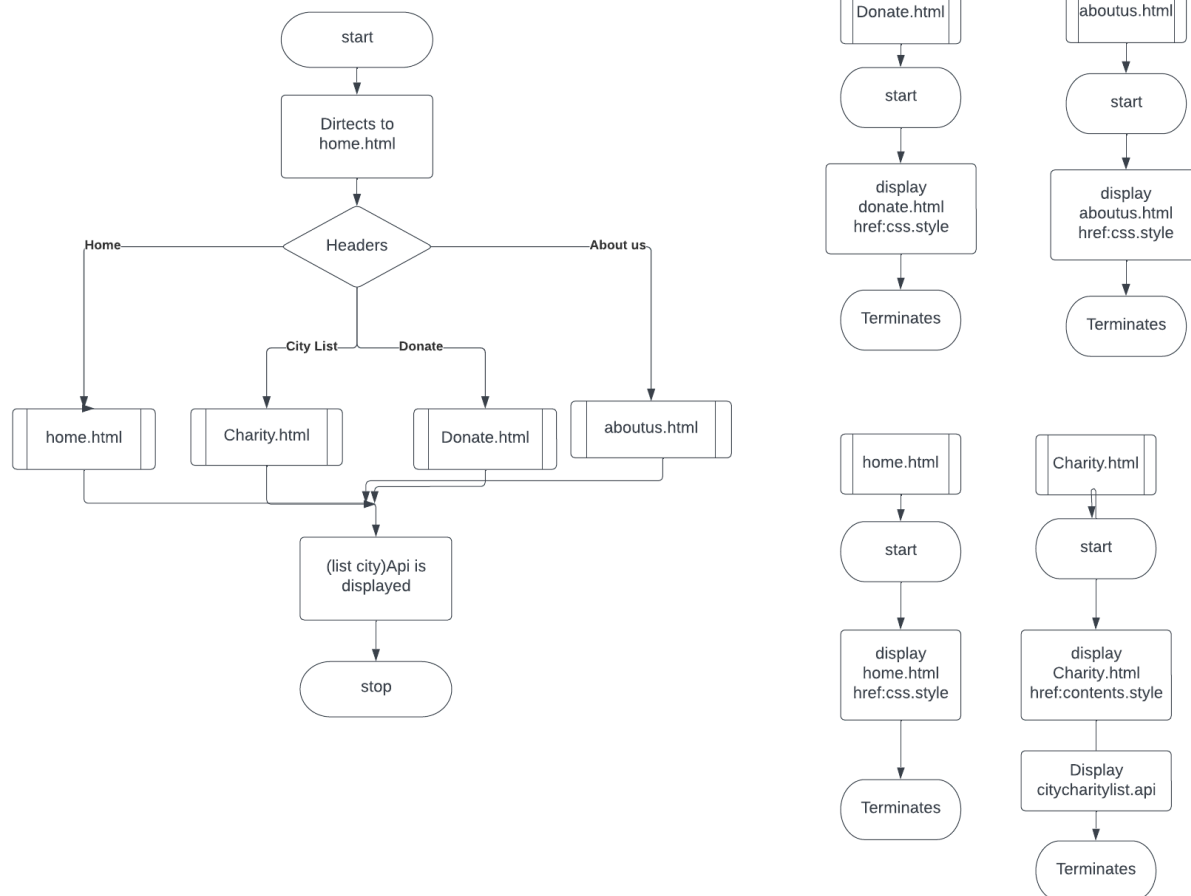 start
Dirtects to
home.html
Headers
Home
About us
City List
Donate
home.html
Charity.html
Donate.html
aboutus.html
(list city)Api is
displayed
stop
Donate.html
start
display
donate.html
href:css.style
Terminates
aboutus.html
start
display
aboutus.html
href:css.style
Terminates
home.html
start
display
home.html
href:css.style
Terminates
Charity.html
start
display
Charity.html
href:contents.style
Display
citycharitylist.api
Terminates